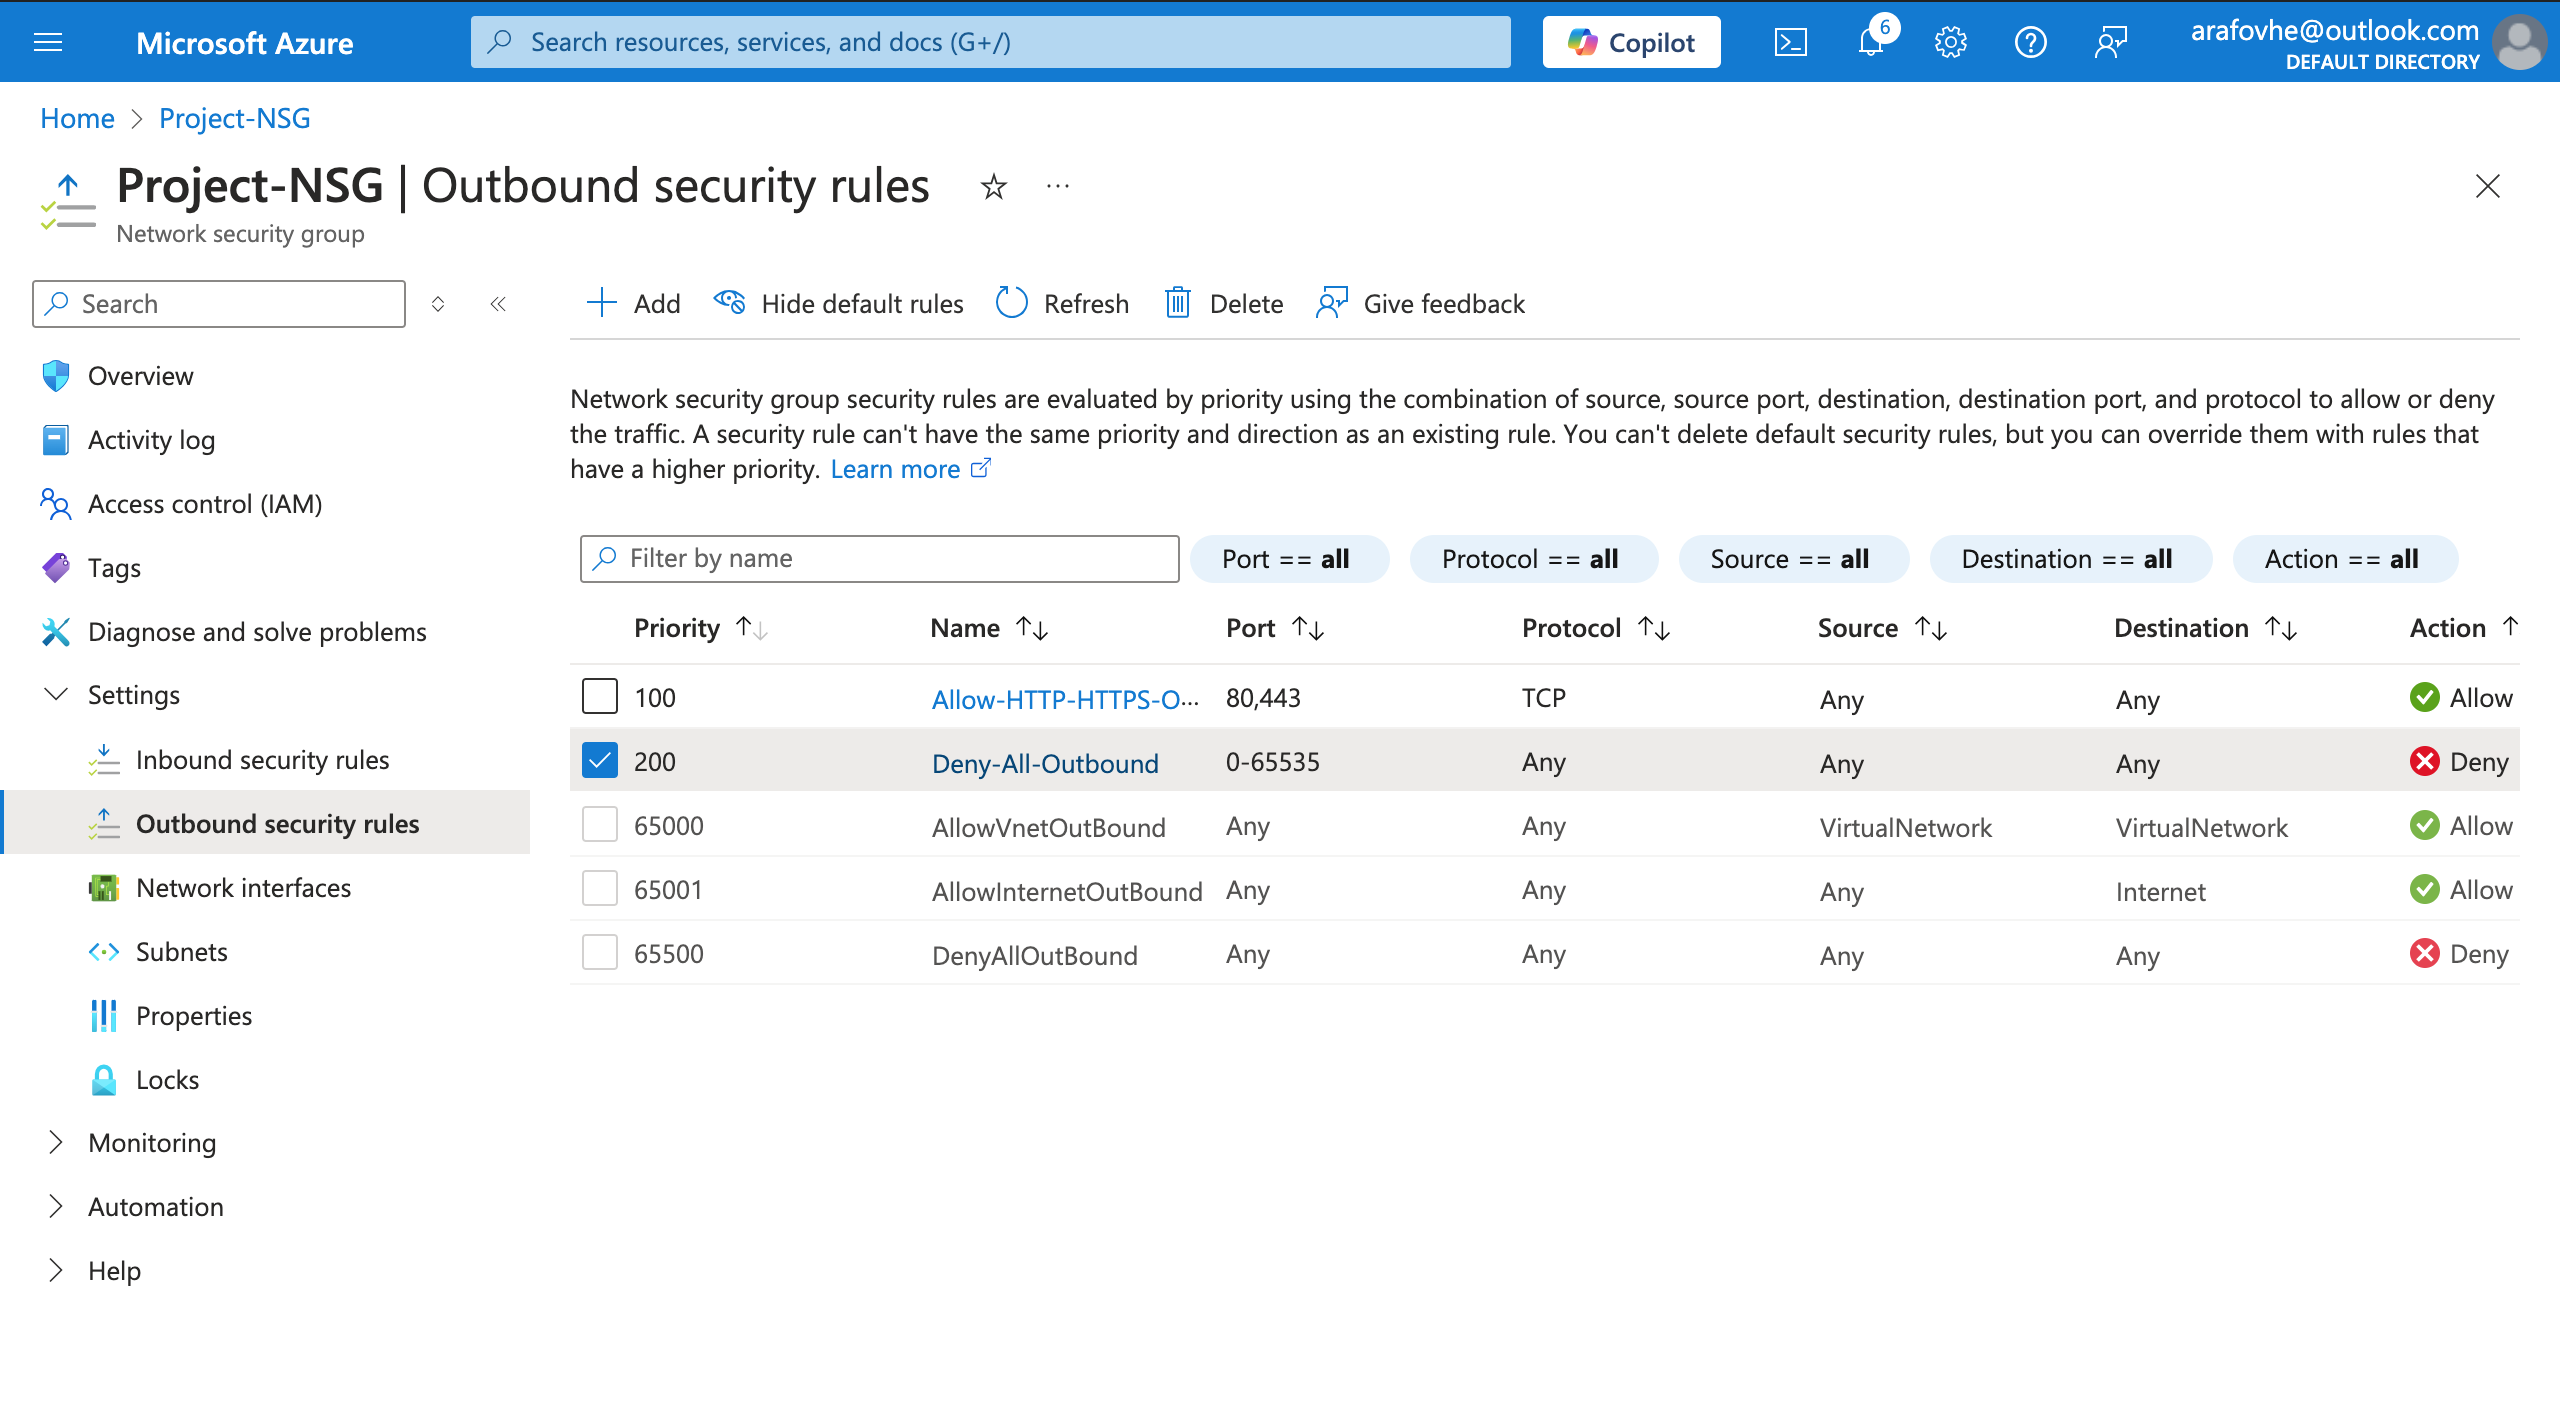 Microsoft Azure
Search resources, services, and docs (G+/)
Copilot
6
arafovhe@outlook.com
DEFAULT DIRECTORY
Home > Project-NSG
Project-NSG | Outbound security rules
Network security group
Search
Add
Hide default rules
Refresh
Delete
Give feedback
Overview
Activity log
Access control (IAM)
Tags
Diagnose and solve problems
Settings
Inbound security rules
Outbound security rules
Network interfaces
Subnets
Properties
Locks
Monitoring
Automation
Help
Network security group security rules are evaluated by priority using the combination of source, source port, destination, destination port, and protocol to allow or deny
the traffic. A security rule can't have the same priority and direction as an existing rule. You can't delete default security rules, but you can override them with rules that
have a higher priority. Learn more
Filter by name
Port == all
Protocol == all
Source == all
Destination == all
Action == all
Priority Name Port Protocol Source Destination Action
100 Allow-HTTP-HTTPS-O... 80,443 TCP Any Any Allow
200 Deny-All-Outbound 0-65535 Any Any Any Deny
65000 AllowVnetOutBound Any Any VirtualNetwork VirtualNetwork Allow
65001 AllowInternetOutBound Any Any Any Internet Allow
65500 DenyAllOutBound Any Any Any Any Deny